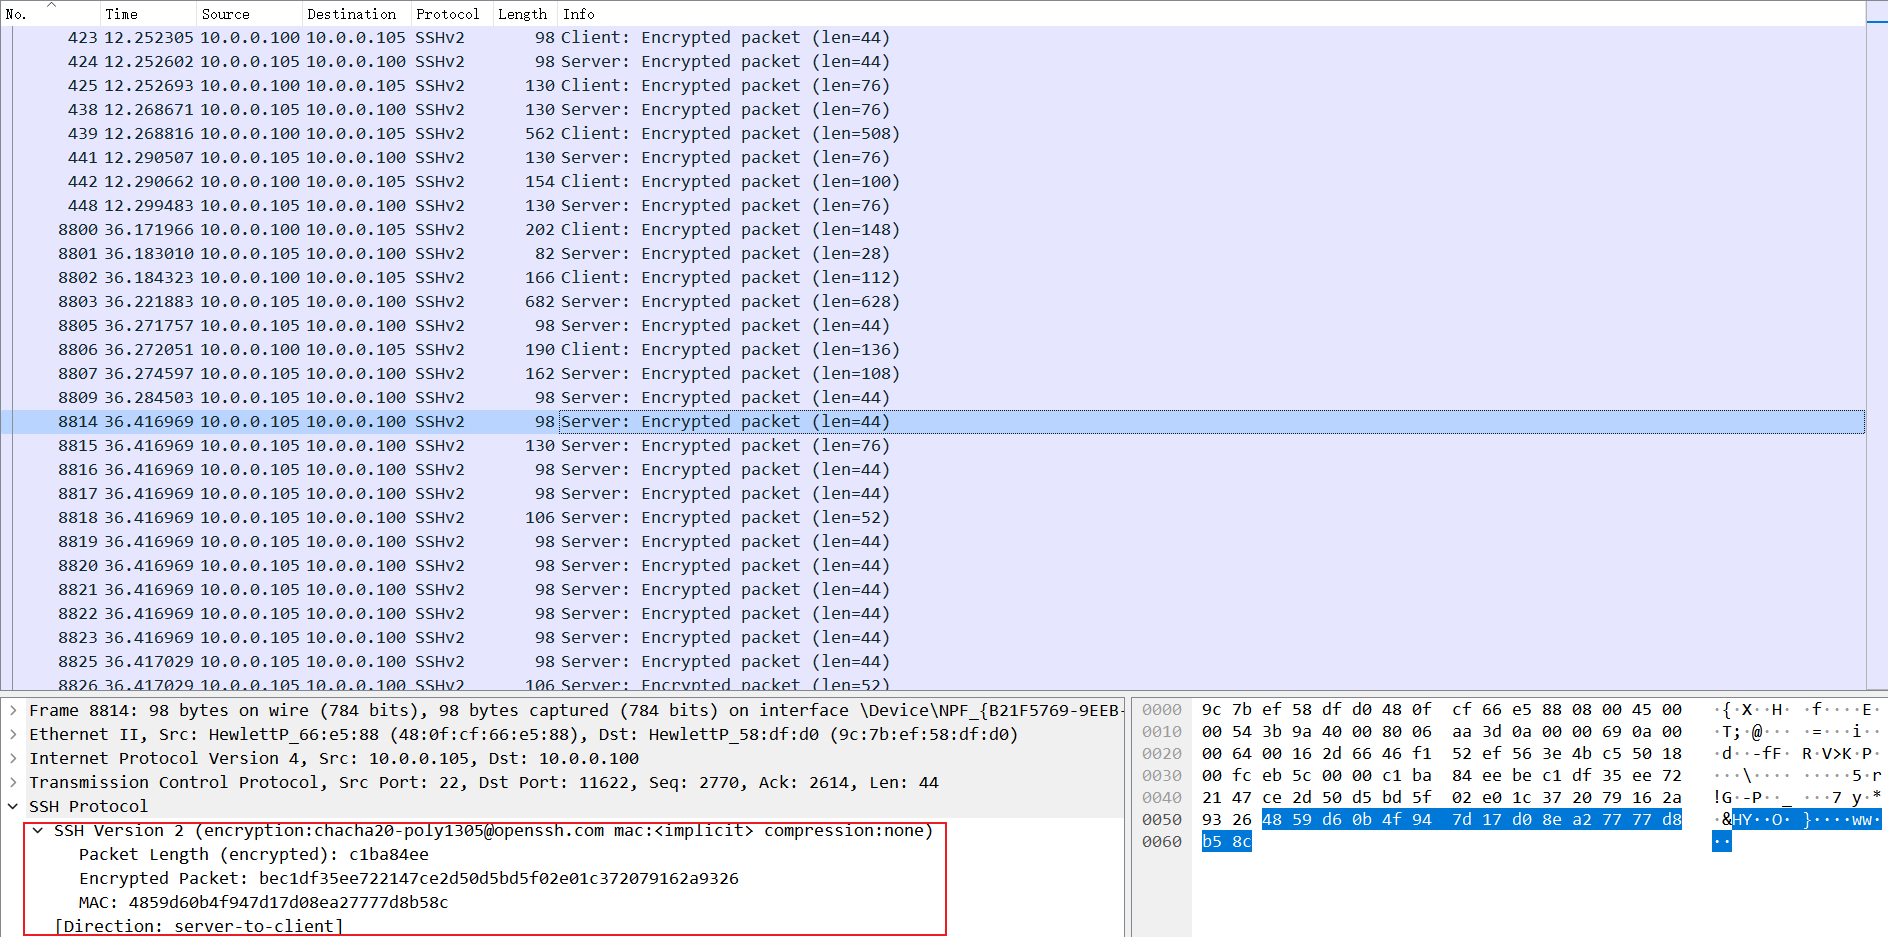 No. Time Source Destination Protocol Length Info
423 12.252305 10.0.0.100 10.0.0.105 SSHv2 98 Client: Encrypted packet (len=44)
424 12.252602 10.0.0.105 10.0.0.100 SSHv2 98 Server: Encrypted packet (len=44)
425 12.252693 10.0.0.100 10.0.0.105 SSHv2 130 Client: Encrypted packet (len=76)
438 12.268671 10.0.0.105 10.0.0.100 SSHv2 130 Server: Encrypted packet (len=76)
439 12.268816 10.0.0.100 10.0.0.105 SSHv2 562 Client: Encrypted packet (len=508)
441 12.290507 10.0.0.105 10.0.0.100 SSHv2 130 Server: Encrypted packet (len=76)
442 12.290662 10.0.0.100 10.0.0.105 SSHv2 154 Client: Encrypted packet (len=100)
448 12.299483 10.0.0.105 10.0.0.100 SSHv2 130 Server: Encrypted packet (len=76)
8800 36.171966 10.0.0.100 10.0.0.105 SSHv2 202 Client: Encrypted packet (len=148)
8801 36.183010 10.0.0.105 10.0.0.100 SSHv2 82 Server: Encrypted packet (len=28)
8802 36.184323 10.0.0.100 10.0.0.105 SSHv2 166 Client: Encrypted packet (len=112)
8803 36.221883 10.0.0.105 10.0.0.100 SSHv2 682 Server: Encrypted packet (len=628)
8805 36.271757 10.0.0.105 10.0.0.100 SSHv2 98 Server: Encrypted packet (len=44)
8806 36.272051 10.0.0.100 10.0.0.105 SSHv2 190 Client: Encrypted packet (len=136)
8807 36.274597 10.0.0.105 10.0.0.100 SSHv2 162 Server: Encrypted packet (len=108)
8809 36.284503 10.0.0.105 10.0.0.100 SSHv2 98 Server: Encrypted packet (len=44)
8814 36.416969 10.0.0.105 10.0.0.100 SSHv2 98 Server: Encrypted packet (len=44)
8815 36.416969 10.0.0.105 10.0.0.100 SSHv2 130 Server: Encrypted packet (len=76)
8816 36.416969 10.0.0.105 10.0.0.100 SSHv2 98 Server: Encrypted packet (len=44)
8817 36.416969 10.0.0.105 10.0.0.100 SSHv2 98 Server: Encrypted packet (len=44)
8818 36.416969 10.0.0.105 10.0.0.100 SSHv2 106 Server: Encrypted packet (len=52)
8819 36.416969 10.0.0.105 10.0.0.100 SSHv2 98 Server: Encrypted packet (len=44)
8820 36.416969 10.0.0.105 10.0.0.100 SSHv2 98 Server: Encrypted packet (len=44)
8821 36.416969 10.0.0.105 10.0.0.100 SSHv2 98 Server: Encrypted packet (len=44)
8822 36.416969 10.0.0.105 10.0.0.100 SSHv2 98 Server: Encrypted packet (len=44)
8823 36.416969 10.0.0.105 10.0.0.100 SSHv2 98 Server: Encrypted packet (len=44)
8825 36.417029 10.0.0.105 10.0.0.100 SSHv2 98 Server: Encrypted packet (len=44)
8826 36.417029 10.0.0.105 10.0.0.100 SSHv2 106 Server: Encrypted packet (len=52)
Frame 8814: 98 bytes on wire (784 bits), 98 bytes captured (784 bits) on interface \Device\NPF_{B21F5769-9EEB-
Ethernet II, Src: HewlettP_66:e5:88 (48:0f:cf:66:e5:88), Dst: HewlettP_58:df:d0 (9c:7b:ef:58:df:d0)
Internet Protocol Version 4, Src: 10.0.0.105, Dst: 10.0.0.100
Transmission Control Protocol, Src Port: 22, Dst Port: 11622, Seq: 2770, Ack: 2614, Len: 44
SSH Protocol
SSH Version 2 (encryption:chacha20-poly1305@openssh.com mac:<implicit> compression:none)
Packet Length (encrypted): c1ba84ee
Encrypted Packet: bec1df35ee722147ce2d50d5bd5f02e01c372079162a9326
MAC: 4859d60b4f947d17d08ea27777d8b58c
[Direction: server-to-client]
0000 9c 7b ef 58 df d0 48 0f cf 66 e5 88 08 00 45 00 ·{·X··H· ·f····E·
0010 00 54 3b 9a 40 00 80 06 aa 3d 0a 00 00 69 0a 00 ·T;·@··· ·=···i··
0020 00 64 00 16 2d 66 46 f1 52 ef 56 3e 4b c5 50 18 ·d··-fF· R·V>K·P·
0030 00 fc eb 5c 00 00 c1 ba 84 ee be c1 df 35 ee 72 ···\···· ·····5·r
0040 21 47 ce 2d 50 d5 bd 5f 02 e0 1c 37 20 79 16 2a !G·-P··_ ···7 y·*
0050 93 26 48 59 d6 0b 4f 94 7d 17 d0 8e a2 77 77 d8 ·&HY··O· }····ww·
0060 b5 8c ··